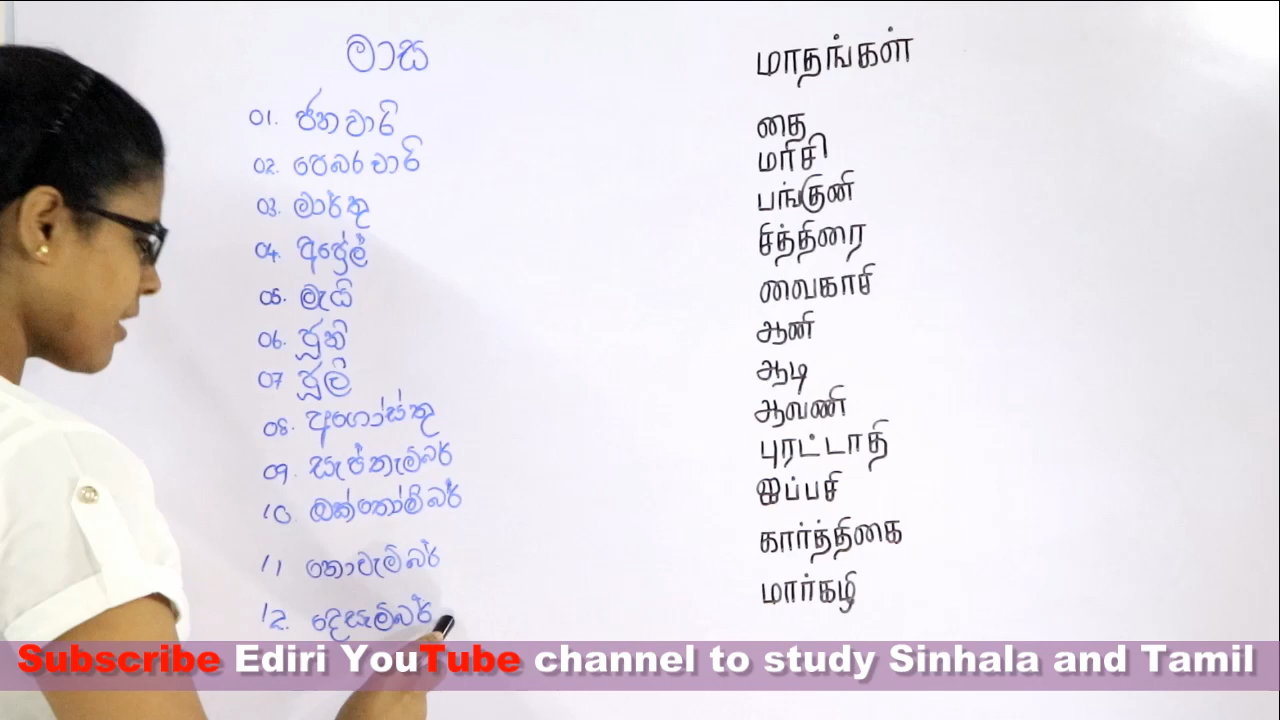 මාස
01. ජනවාරි
02. පෙබරවාරි
03. මාර්තු
04. අප්‍රේල්
05. මැයි
06. ජූනි
07 ජූලි
08. අගෝස්තු
09. සැප්තැම්බර්
10. ඔක්තෝම්බර්
11 නොවැම්බර්
12. දෙසැම්බර්
மாதங்கள்
தை
மாசி
பங்குனி
சித்திரை
வைகாசி
ஆனி
ஆடி
ஆவணி
புரட்டாதி
ஐப்பசி
கார்த்திகை
மார்கழி
Subscribe Ediri YouTube channel to study Sinhala and Tamil